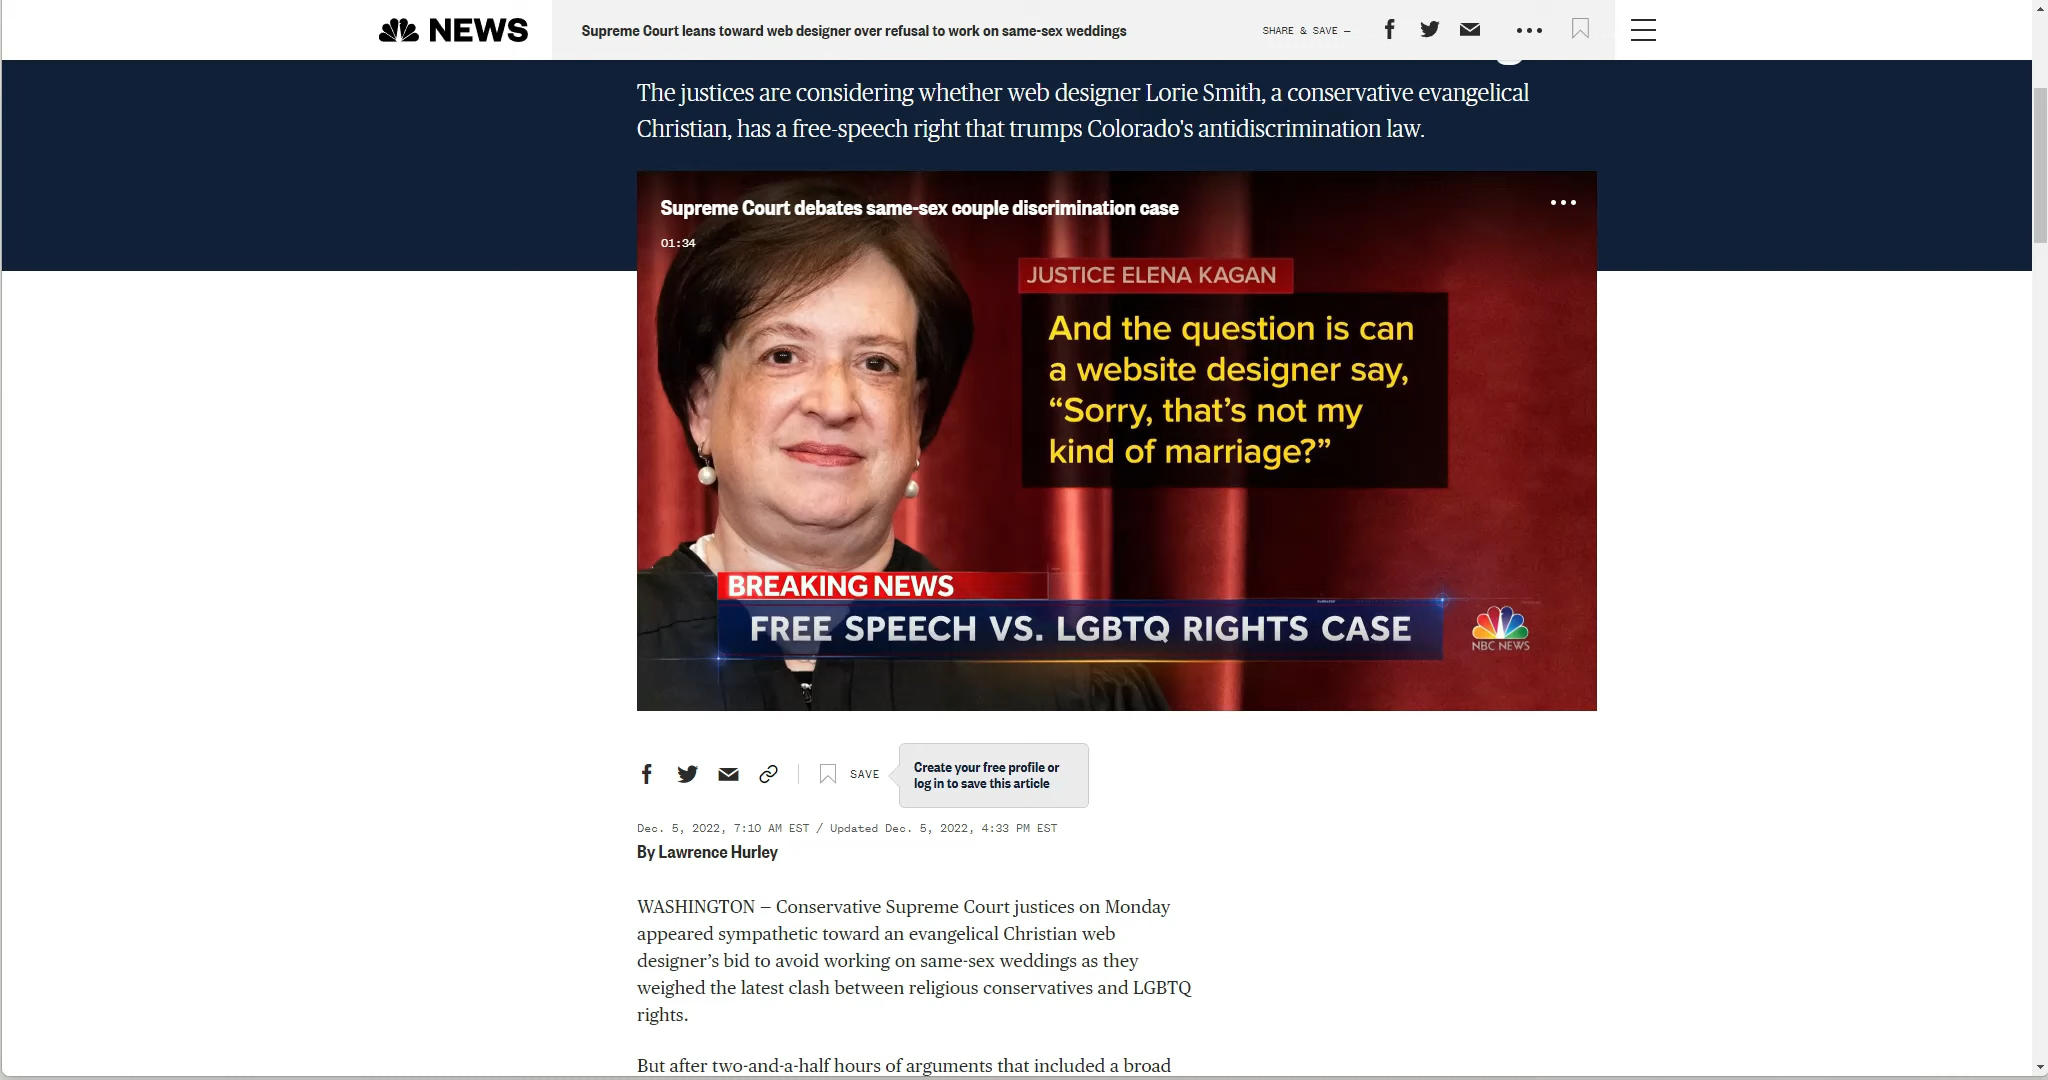 NEWS
Supreme Court leans toward web designer over refusal to work on same-sex weddings
SHARE & SAVE —
The justices are considering whether web designer Lorie Smith, a conservative evangelical
Christian, has a free-speech right that trumps Colorado's antidiscrimination law.
Supreme Court debates same-sex couple discrimination case
01:34
JUSTICE ELENA KAGAN
And the question is can
a website designer say,
“Sorry, that’s not my
kind of marriage?”
BREAKING NEWS
FREE SPEECH VS. LGBTQ RIGHTS CASE
NBC NEWS
SAVE
Create your free profile or
log in to save this article
Dec. 5, 2022, 7:10 AM EST / Updated Dec. 5, 2022, 4:33 PM EST
By Lawrence Hurley
WASHINGTON — Conservative Supreme Court justices on Monday
appeared sympathetic toward an evangelical Christian web
designer’s bid to avoid working on same-sex weddings as they
weighed the latest clash between religious conservatives and LGBTQ
rights.
But after two-and-a-half hours of arguments that included a broad